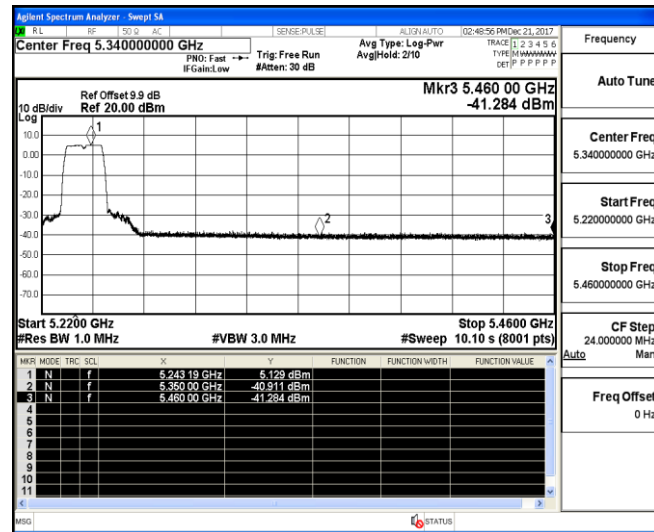 Agilent Spectrum Analyzer - Swept SA
RL RF 50 Ω AC SENSE:PULSE ALIGN AUTO 02:48:56 PM Dec 21, 2017
Center Freq 5.340000000 GHz
PNO: Fast
IFGain:Low
Trig: Free Run
#Atten: 30 dB
Avg Type: Log-Pwr
Avg|Hold: 2/10
TRACE 1 2 3 4 5 6
TYPE M
DET P P P P P P
Frequency
Auto Tune
Ref Offset 9.9 dB
10 dB/div Ref 20.00 dBm
Mkr3 5.460 00 GHz
-41.284 dBm
Log
10.0
0.00
-10.0
-20.0
-30.0
-40.0
-50.0
-60.0
-70.0
1
2
3
Start 5.2200 GHz
Stop 5.4600 GHz
#Res BW 1.0 MHz #VBW 3.0 MHz #Sweep 10.10 s (8001 pts)
MKR MODE TRC SCL X Y FUNCTION FUNCTION WIDTH FUNCTION VALUE
1 N f 5.243 19 GHz 5.129 dBm
2 N f 5.350 00 GHz -40.911 dBm
3 N f 5.460 00 GHz -41.284 dBm
4
5
6
7
8
9
10
11
MSG STATUS
Center Freq
5.340000000 GHz
Start Freq
5.220000000 GHz
Stop Freq
5.460000000 GHz
CF Step
24.000000 MHz
Auto Man
Freq Offset
0 Hz